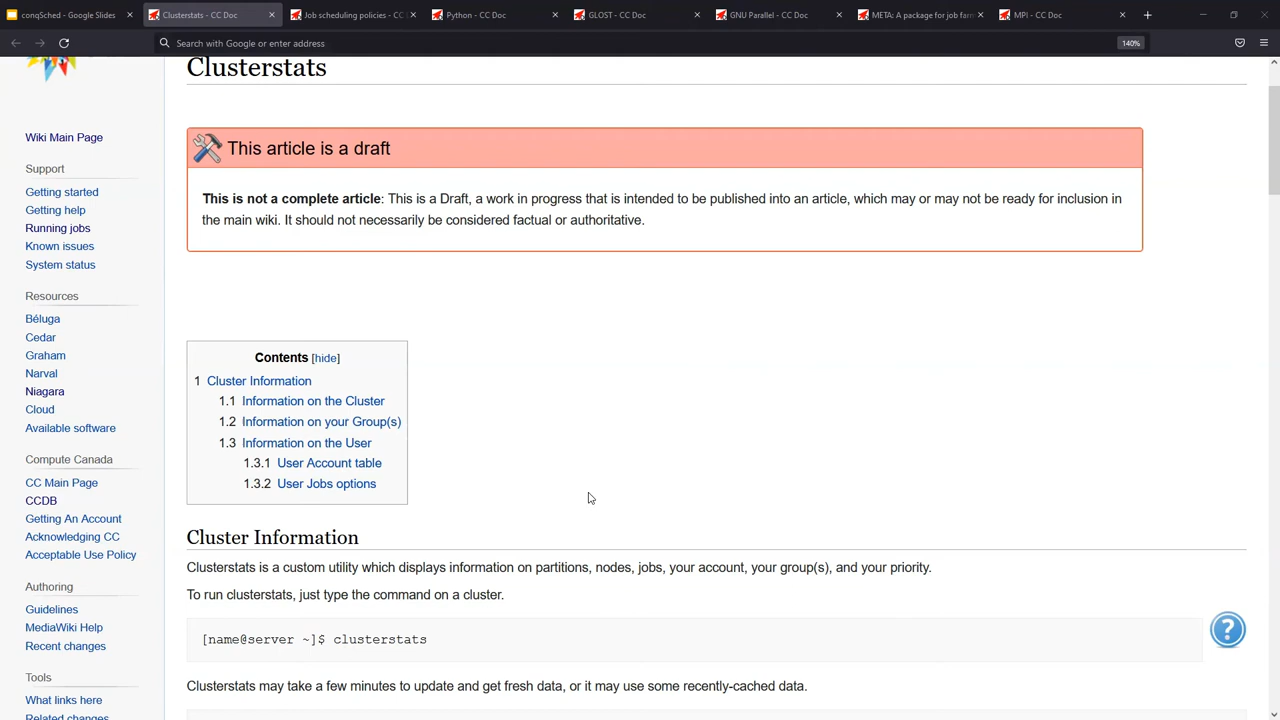 conqSched - Google Slides
Clusterstats - CC Doc
Job scheduling policies - CC
Python - CC Doc
GLOST - CC Doc
GNU Parallel - CC Doc
META: A package for job farm
MPI - CC Doc
Search with Google or enter address
140%
Clusterstats
This article is a draft
This is not a complete article: This is a Draft, a work in progress that is intended to be published into an article, which may or may not be ready for inclusion in
the main wiki. It should not necessarily be considered factual or authoritative.
Wiki Main Page
Support
Getting started
Getting help
Running jobs
Known issues
System status
Resources
Béluga
Cedar
Graham
Narval
Niagara
Cloud
Available software
Compute Canada
CC Main Page
CCDB
Getting An Account
Acknowledging CC
Acceptable Use Policy
Authoring
Guidelines
MediaWiki Help
Recent changes
Tools
What links here
Related changes
Contents [hide]
1 Cluster Information
1.1 Information on the Cluster
1.2 Information on your Group(s)
1.3 Information on the User
1.3.1 User Account table
1.3.2 User Jobs options
Cluster Information
Clusterstats is a custom utility which displays information on partitions, nodes, jobs, your account, your group(s), and your priority.
To run clusterstats, just type the command on a cluster.
[name@server ~]$ clusterstats
?
Clusterstats may take a few minutes to update and get fresh data, or it may use some recently-cached data.